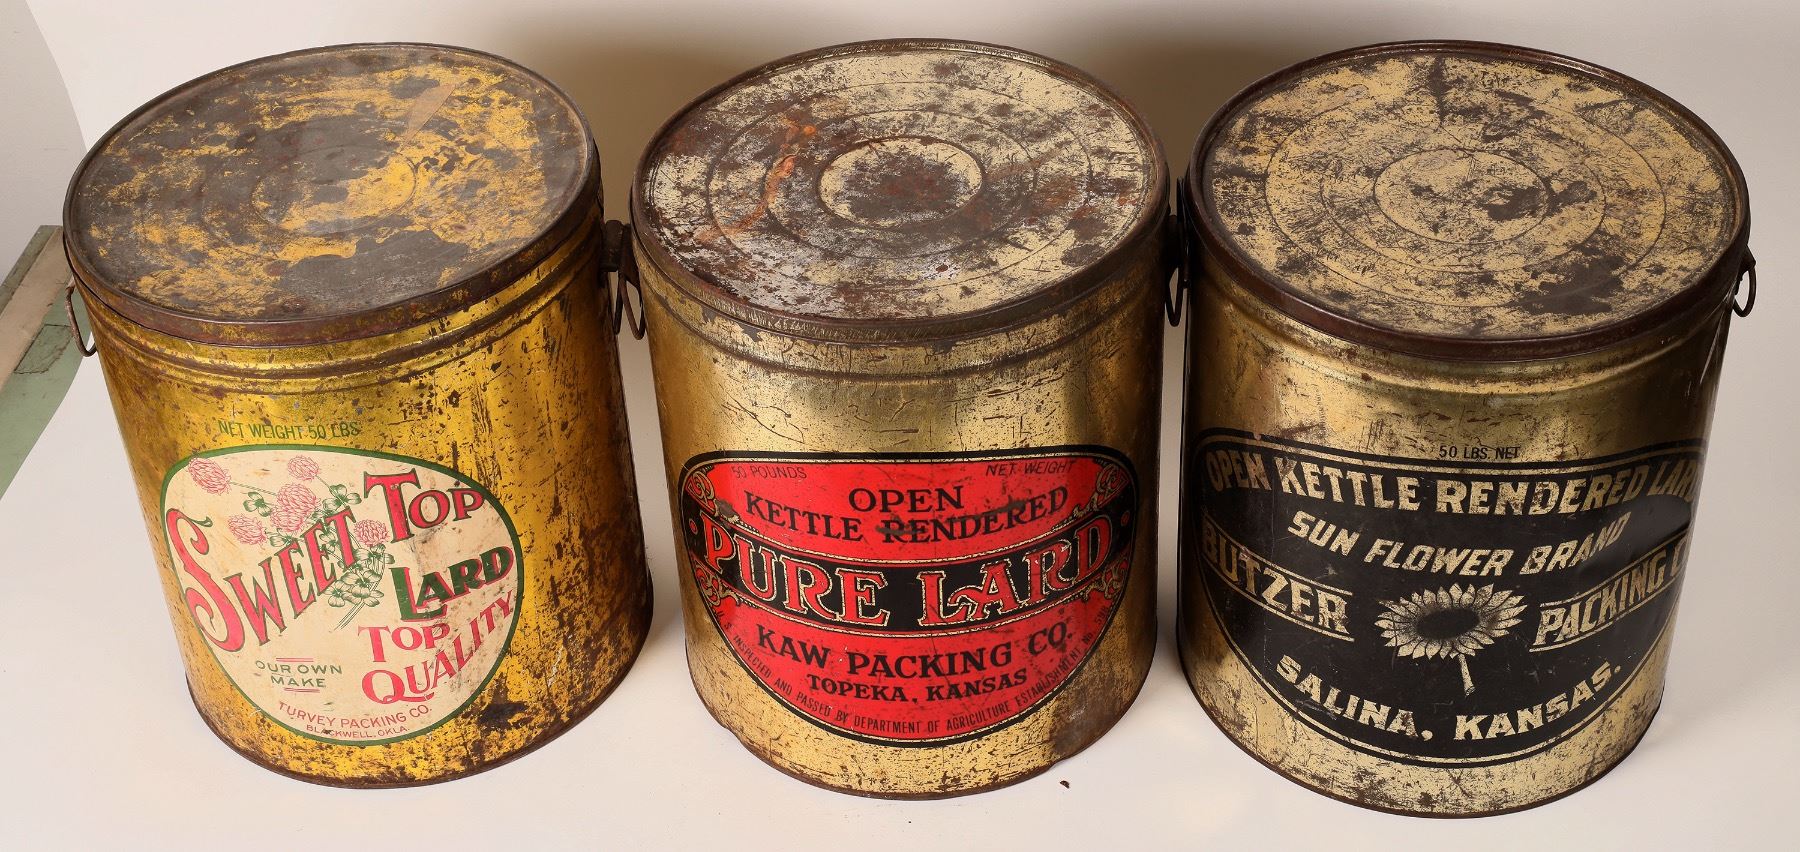 NET WEIGHT 50 LBS.
SWEET TOP
LARD
TOP
QUALITY
OUR OWN
MAKE
TURVEY PACKING CO.
BLACKWELL, OKLA.
50 POUNDS NET WEIGHT
OPEN
KETTLE RENDERED
PURE LARD
KAW PACKING CO.
TOPEKA, KANSAS
INSPECTED AND PASSED BY DEPARTMENT OF AGRICULTURE ESTABLISHMENT No.
50 LBS. NET
OPEN KETTLE RENDERED LARD
SUN FLOWER BRAND
BUTZER PACKING
SALINA, KANSAS.